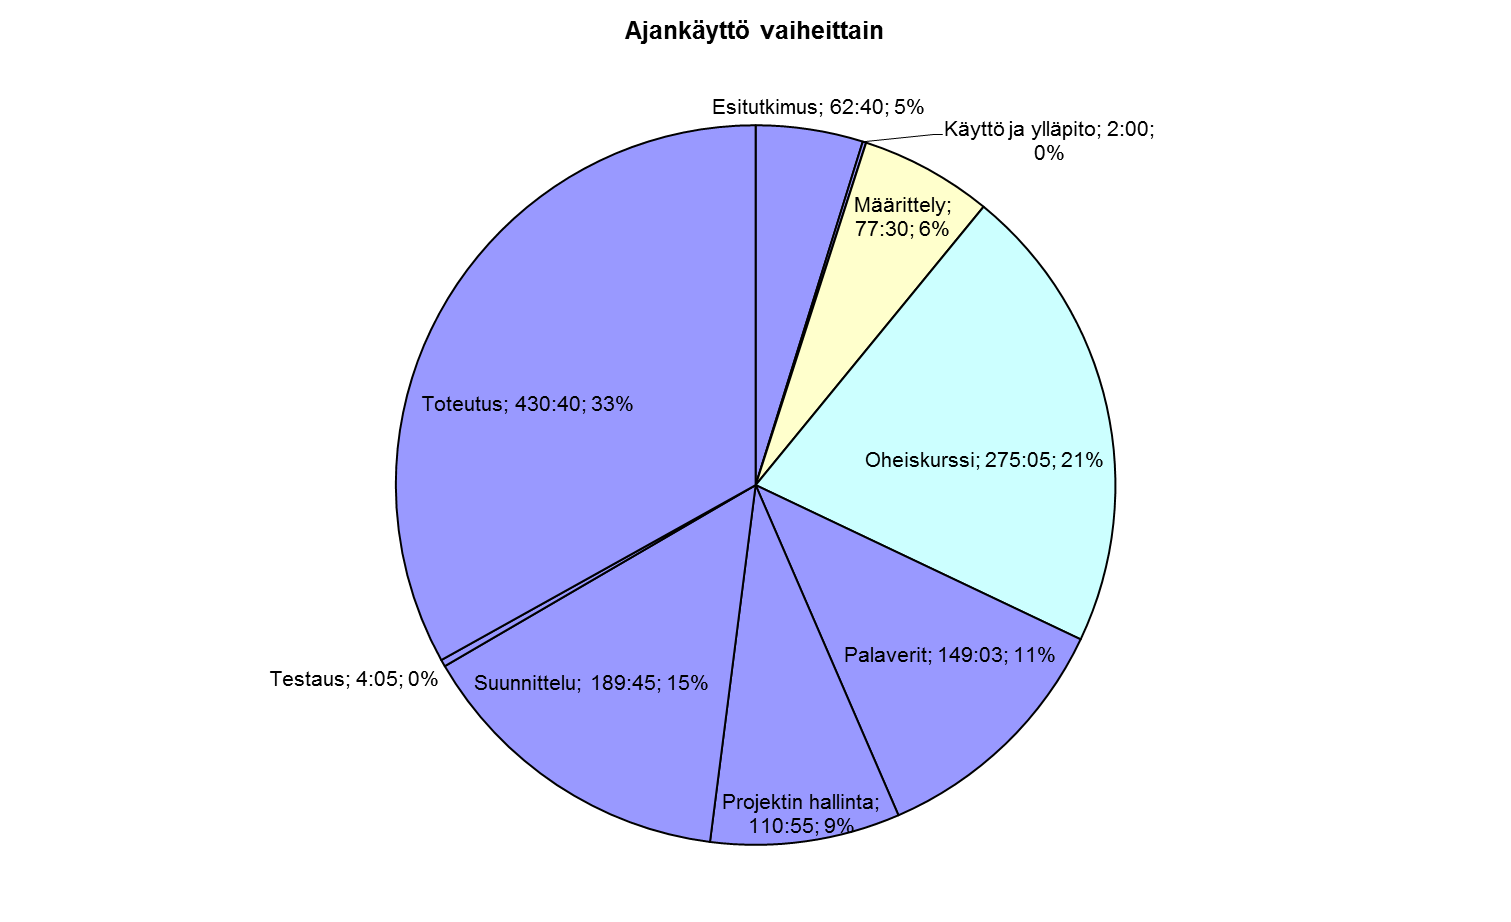 Ajankäyttö vaiheittain
Esitutkimus; 62:40; 5%
Käyttö ja ylläpito; 2:00;
0%
Määrittely;
77:30; 6%
Toteutus; 430:40; 33%
Oheiskurssi; 275:05; 21%
Palaverit; 149:03; 11%
Testaus; 4:05; 0%
Suunnittelu; 189:45; 15%
Projektin hallinta;
110:55; 9%